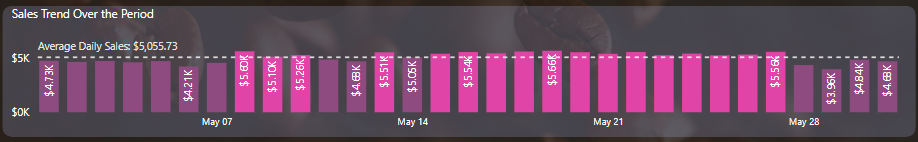 Sales Trend Over the Period
Average Daily Sales: $5,055.73
$5K
$0K
$4.73K
$4.21K
$5.60K
$5.10K
$5.26K
$4.68K
$5.51K
$5.05K
$5.54K
$5.66K
$5.56K
$3.96K
$4.84K
$4.68K
May 07
May 14
May 21
May 28